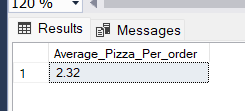 120 %
Results Messages
Average_Pizza_Per_order
1 2.32